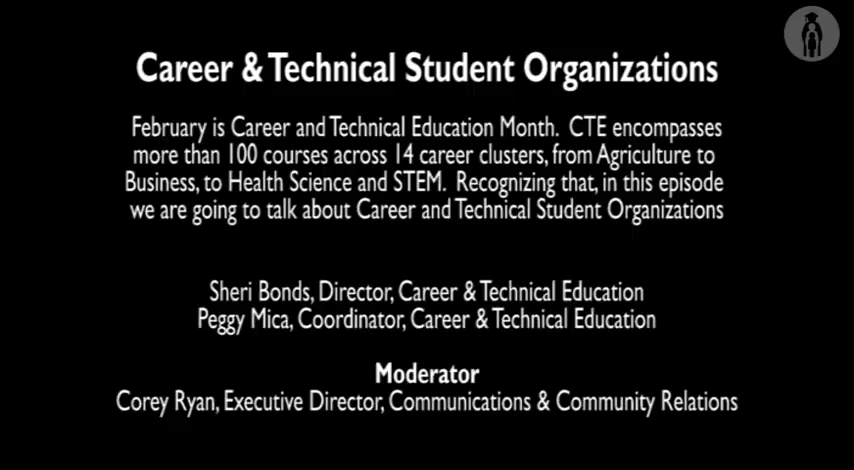 Career & Technical Student Organizations
February is Career and Technical Education Month. CTE encompasses
more than 100 courses across 14 career clusters, from Agriculture to
Business, to Health Science and STEM. Recognizing that, in this episode
we are going to talk about Career and Technical Student Organizations
Sheri Bonds, Director, Career & Technical Education
Peggy Mica, Coordinator, Career & Technical Education
Moderator
Corey Ryan, Executive Director, Communications & Community Relations